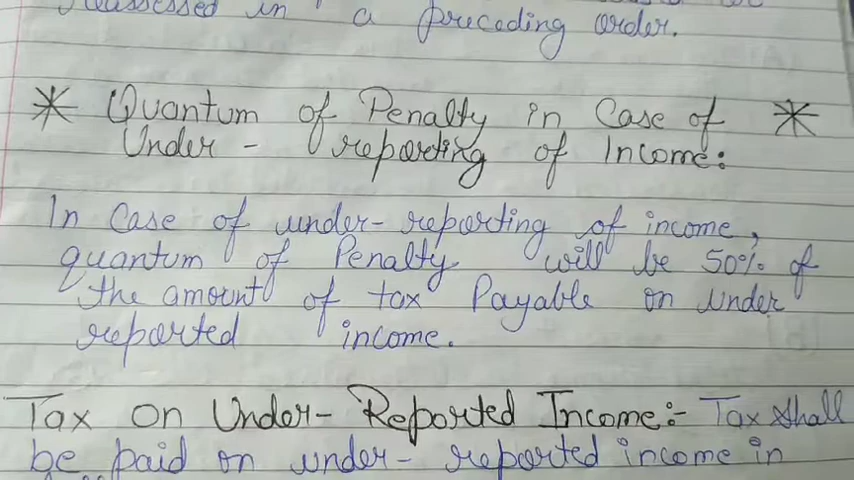 in a preceding order.
* Quantum of Penalty in Case of *
Under - reporting of Income:
In Case of under-reporting of income,
quantum of Penalty will be 50% of
the amount of tax Payable on under
reported income.
Tax on Under-Reported Income:- Tax shall
be paid on under-reported income in